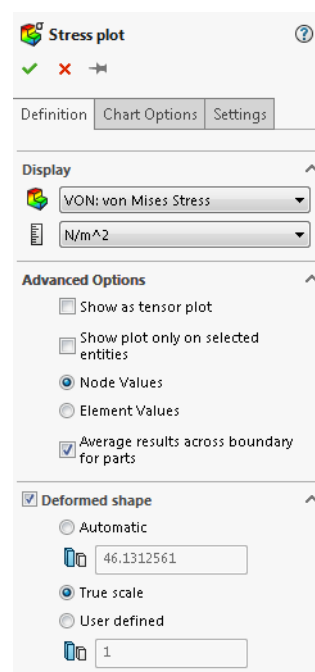 Stress plot
Definition Chart Options Settings
Display
VON: von Mises Stress
N/m^2
Advanced Options
Show as tensor plot
Show plot only on selected
entities
Node Values
Element Values
Average results across boundary
for parts
Deformed shape
Automatic
46.1312561
True scale
User defined
1